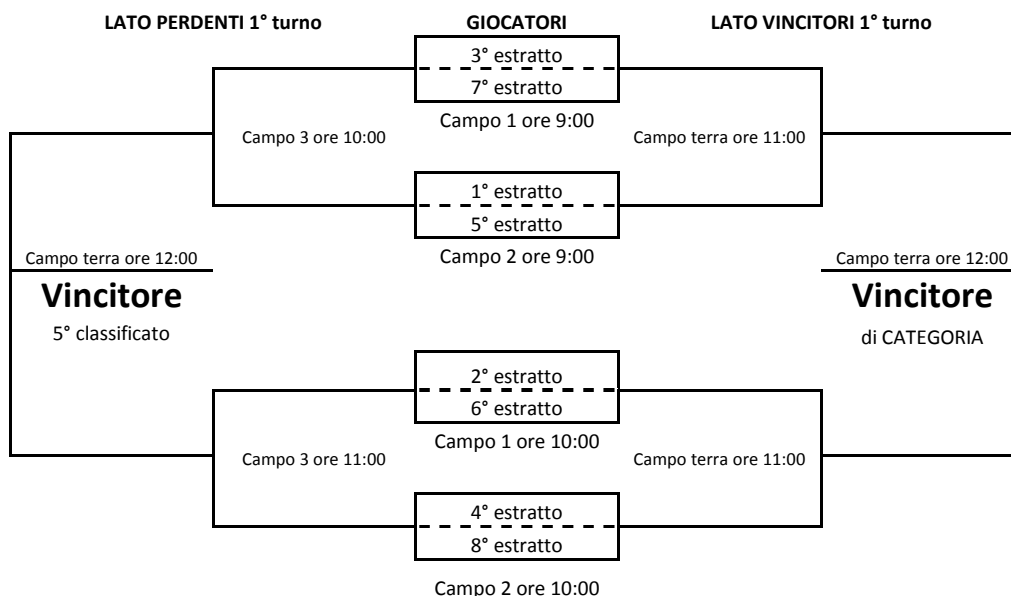 LATO PERDENTI 1° turno GIOCATORI LATO VINCITORI 1° turno
3° estratto
7° estratto
Campo 1 ore 9:00
Campo 3 ore 10:00 Campo terra ore 11:00
1° estratto
5° estratto
Campo 2 ore 9:00
Campo terra ore 12:00 Campo terra ore 12:00
Vincitore Vincitore
5° classificato di CATEGORIA
2° estratto
6° estratto
Campo 1 ore 10:00
Campo 3 ore 11:00 Campo terra ore 11:00
4° estratto
8° estratto
Campo 2 ore 10:00